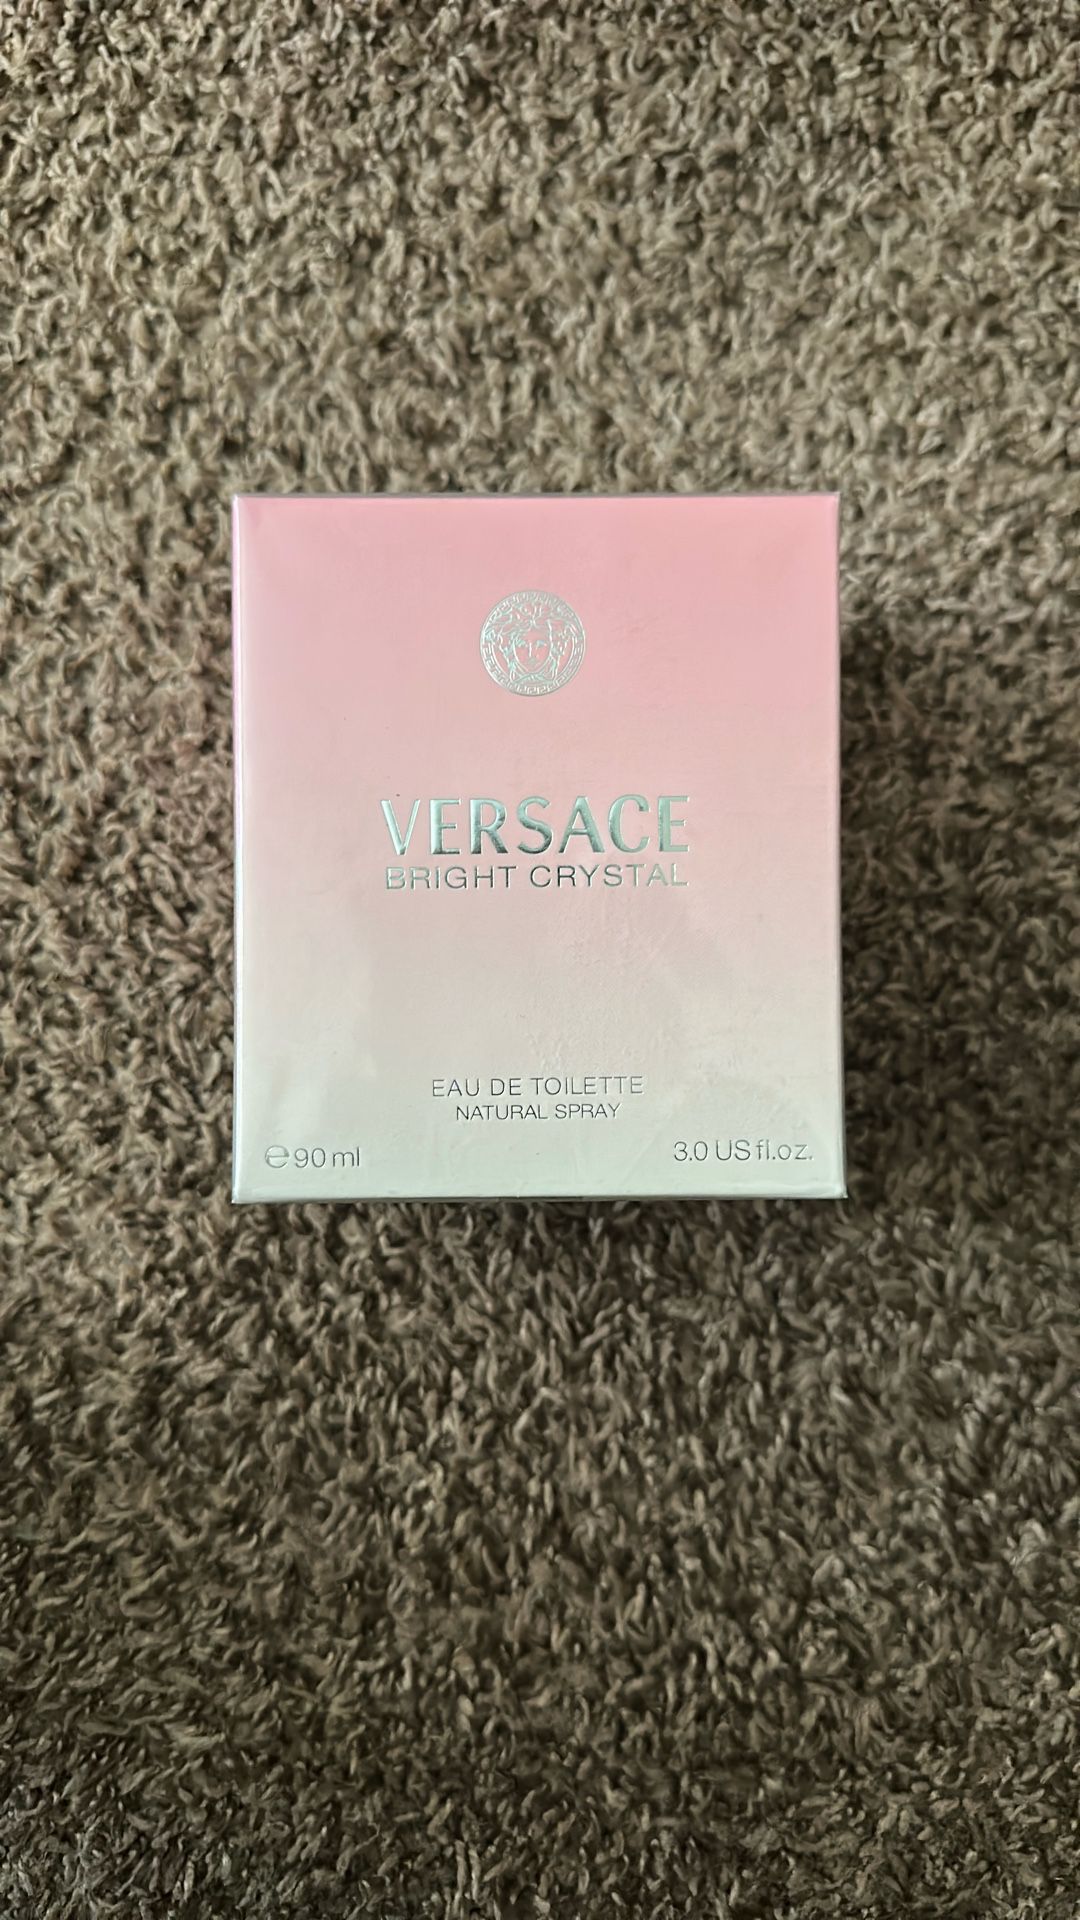 VERSACE
BRIGHT CRYSTAL
EAU DE TOILETTE
NATURAL SPRAY
℮90 ml
3.0 US fl.oz.